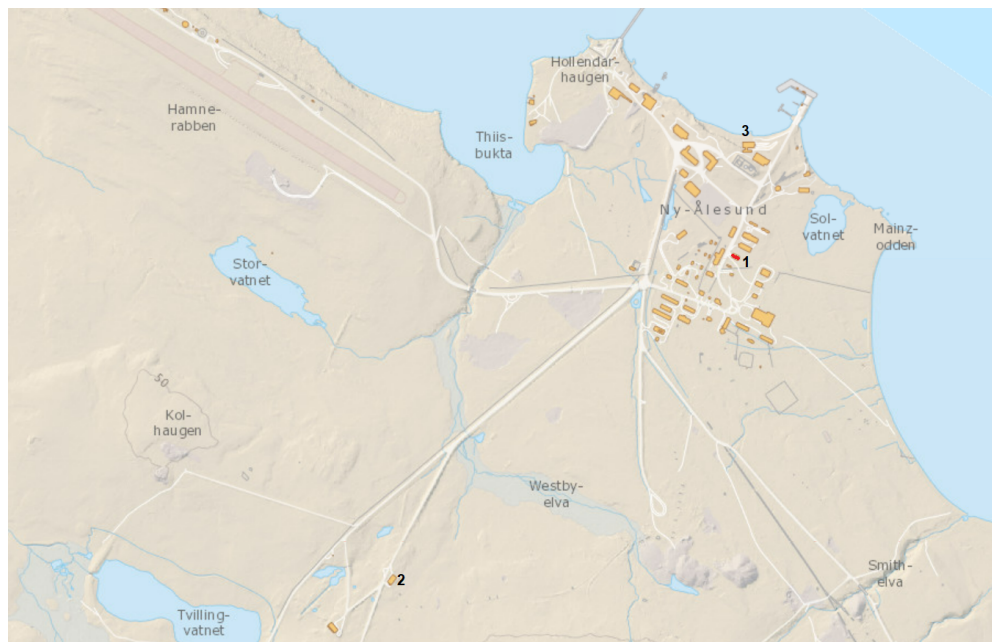 Hollendar-
haugen
Hamne-
rabben
3
Thiis-
bukta
Ny-Ålesund
Sol-
vatnet
Mainz-
odden
1
Stor-
vatnet
50
Kol-
haugen
Westby-
elva
Smith-
elva
2
Tvilling-
vatnet